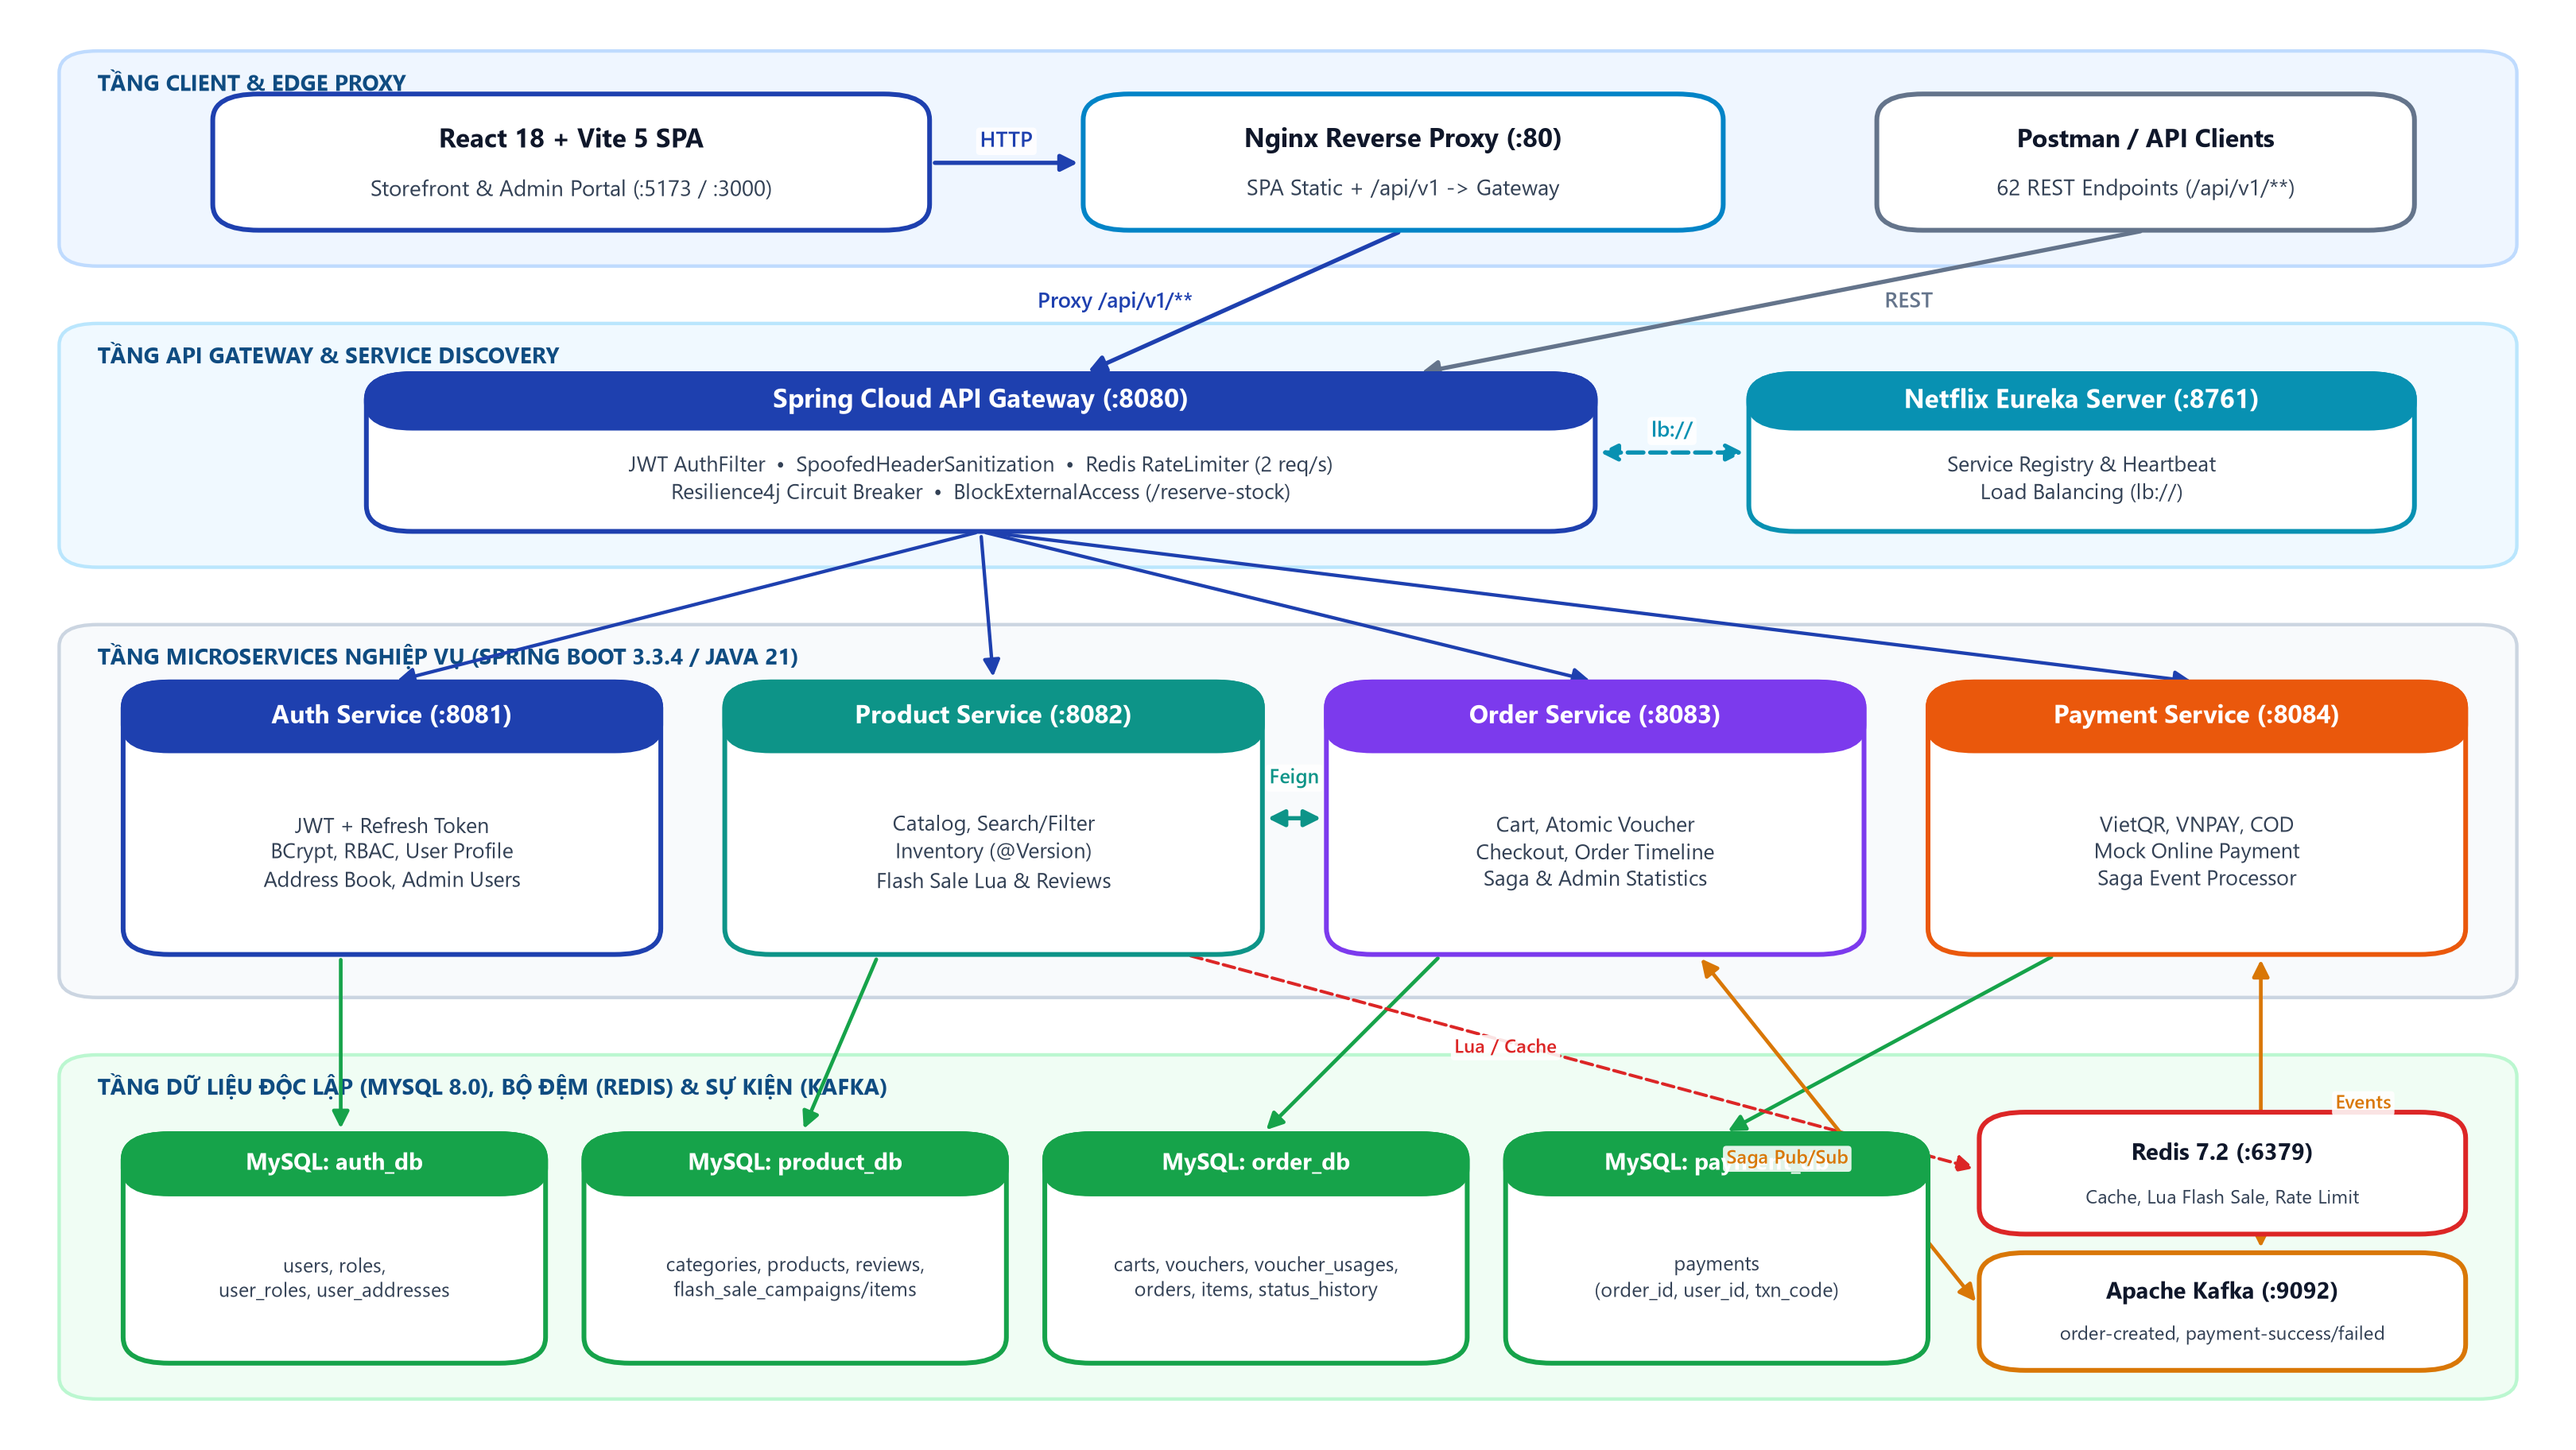 TẦNG CLIENT & EDGE PROXY
React 18 + Vite 5 SPA
Storefront & Admin Portal (:5173 / :3000)
HTTP
Nginx Reverse Proxy (:80)
SPA Static + /api/v1 -> Gateway
Postman / API Clients
62 REST Endpoints (/api/v1/**)
Proxy /api/v1/**
REST
TẦNG API GATEWAY & SERVICE DISCOVERY
Spring Cloud API Gateway (:8080)
JWT AuthFilter • SpoofedHeaderSanitization • Redis RateLimiter (2 req/s)
Resilience4j Circuit Breaker • BlockExternalAccess (/reserve-stock)
lb://
Netflix Eureka Server (:8761)
Service Registry & Heartbeat
Load Balancing (lb://)
TẦNG MICROSERVICES NGHIỆP VỤ (SPRING BOOT 3.3.4 / JAVA 21)
Auth Service (:8081)
JWT + Refresh Token
BCrypt, RBAC, User Profile
Address Book, Admin Users
Product Service (:8082)
Catalog, Search/Filter
Inventory (@Version)
Flash Sale Lua & Reviews
Feign
Order Service (:8083)
Cart, Atomic Voucher
Checkout, Order Timeline
Saga & Admin Statistics
Payment Service (:8084)
VietQR, VNPAY, COD
Mock Online Payment
Saga Event Processor
Lua / Cache
TẦNG DỮ LIỆU ĐỘC LẬP (MYSQL 8.0), BỘ ĐỆM (REDIS) & SỰ KIỆN (KAFKA)
Events
MySQL: auth_db
users, roles,
user_roles, user_addresses
MySQL: product_db
categories, products, reviews,
flash_sale_campaigns/items
MySQL: order_db
carts, vouchers, voucher_usages,
orders, items, status_history
MySQL:
Saga Pub/Sub
payments
(order_id, user_id, txn_code)
Redis 7.2 (:6379)
Cache, Lua Flash Sale, Rate Limit
Apache Kafka (:9092)
order-created, payment-success/failed